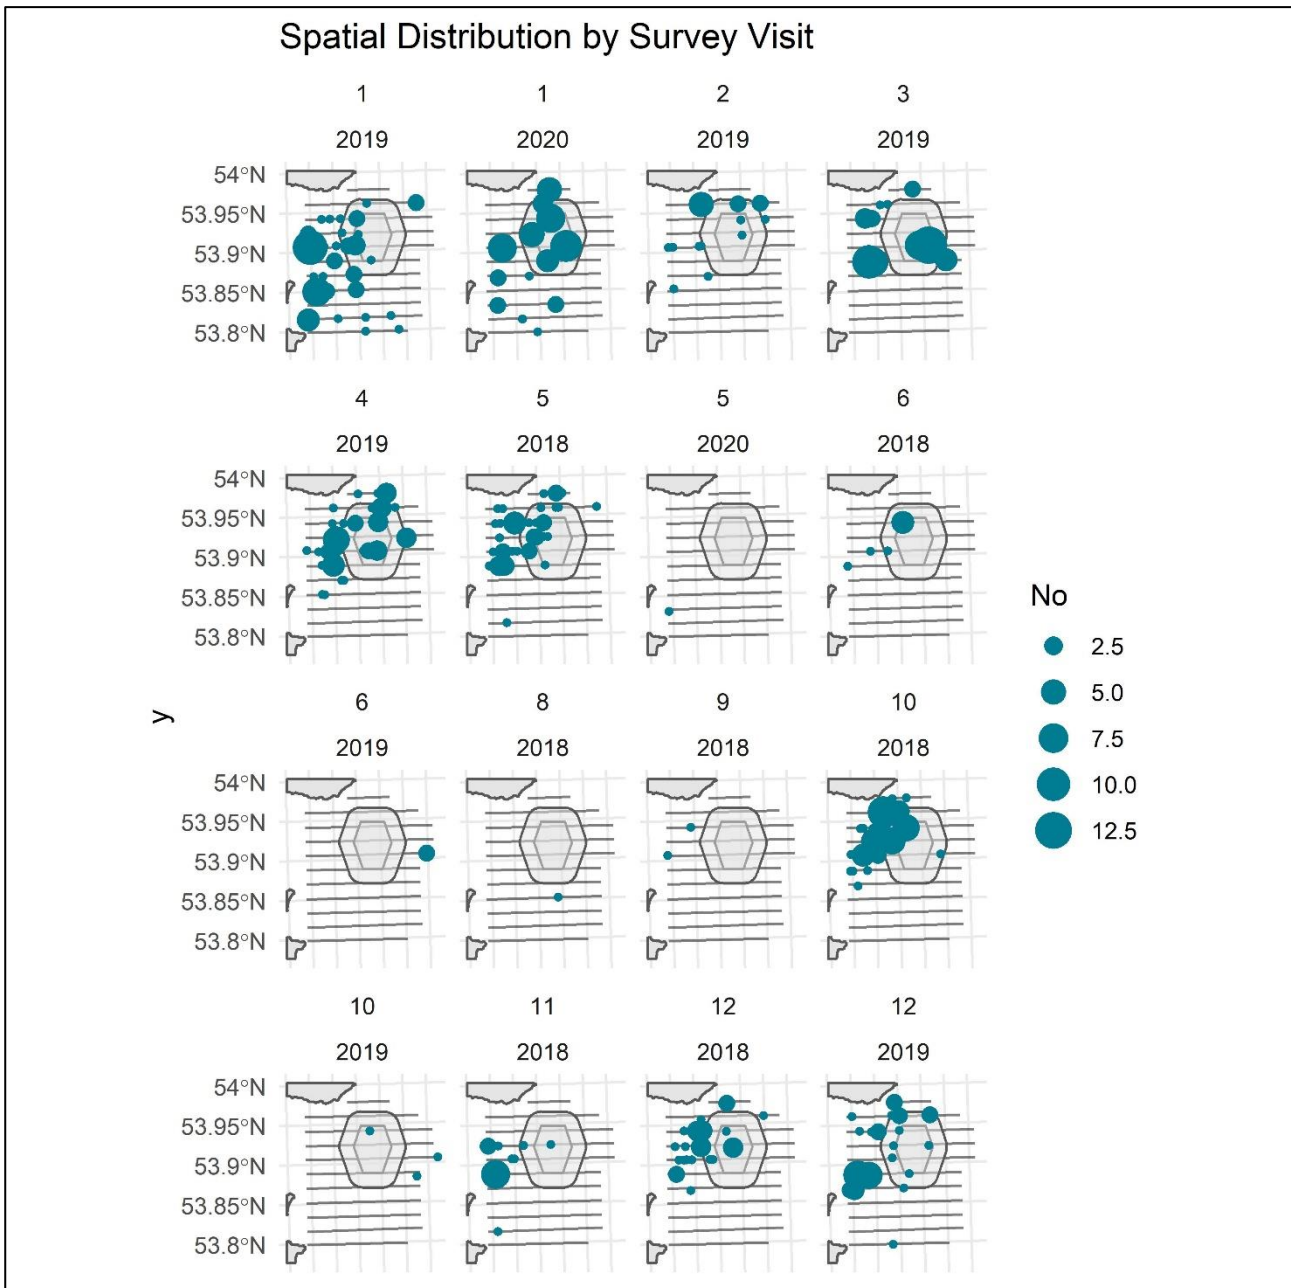 Spatial Distribution by Survey Visit
1 1 2 3
2019 2020 2019 2019
54°N
53.95°N
53.9°N
53.85°N
53.8°N
4 5 5 6
2019 2018 2020 2018
54°N
53.95°N
53.9°N
53.85°N
53.8°N
6 8 9 10
2019 2018 2018 2018
54°N
53.95°N
53.9°N
53.85°N
53.8°N
10 11 12 12
2019 2018 2018 2019
54°N
53.95°N
53.9°N
53.85°N
53.8°N
y
No
2.5
5.0
7.5
10.0
12.5